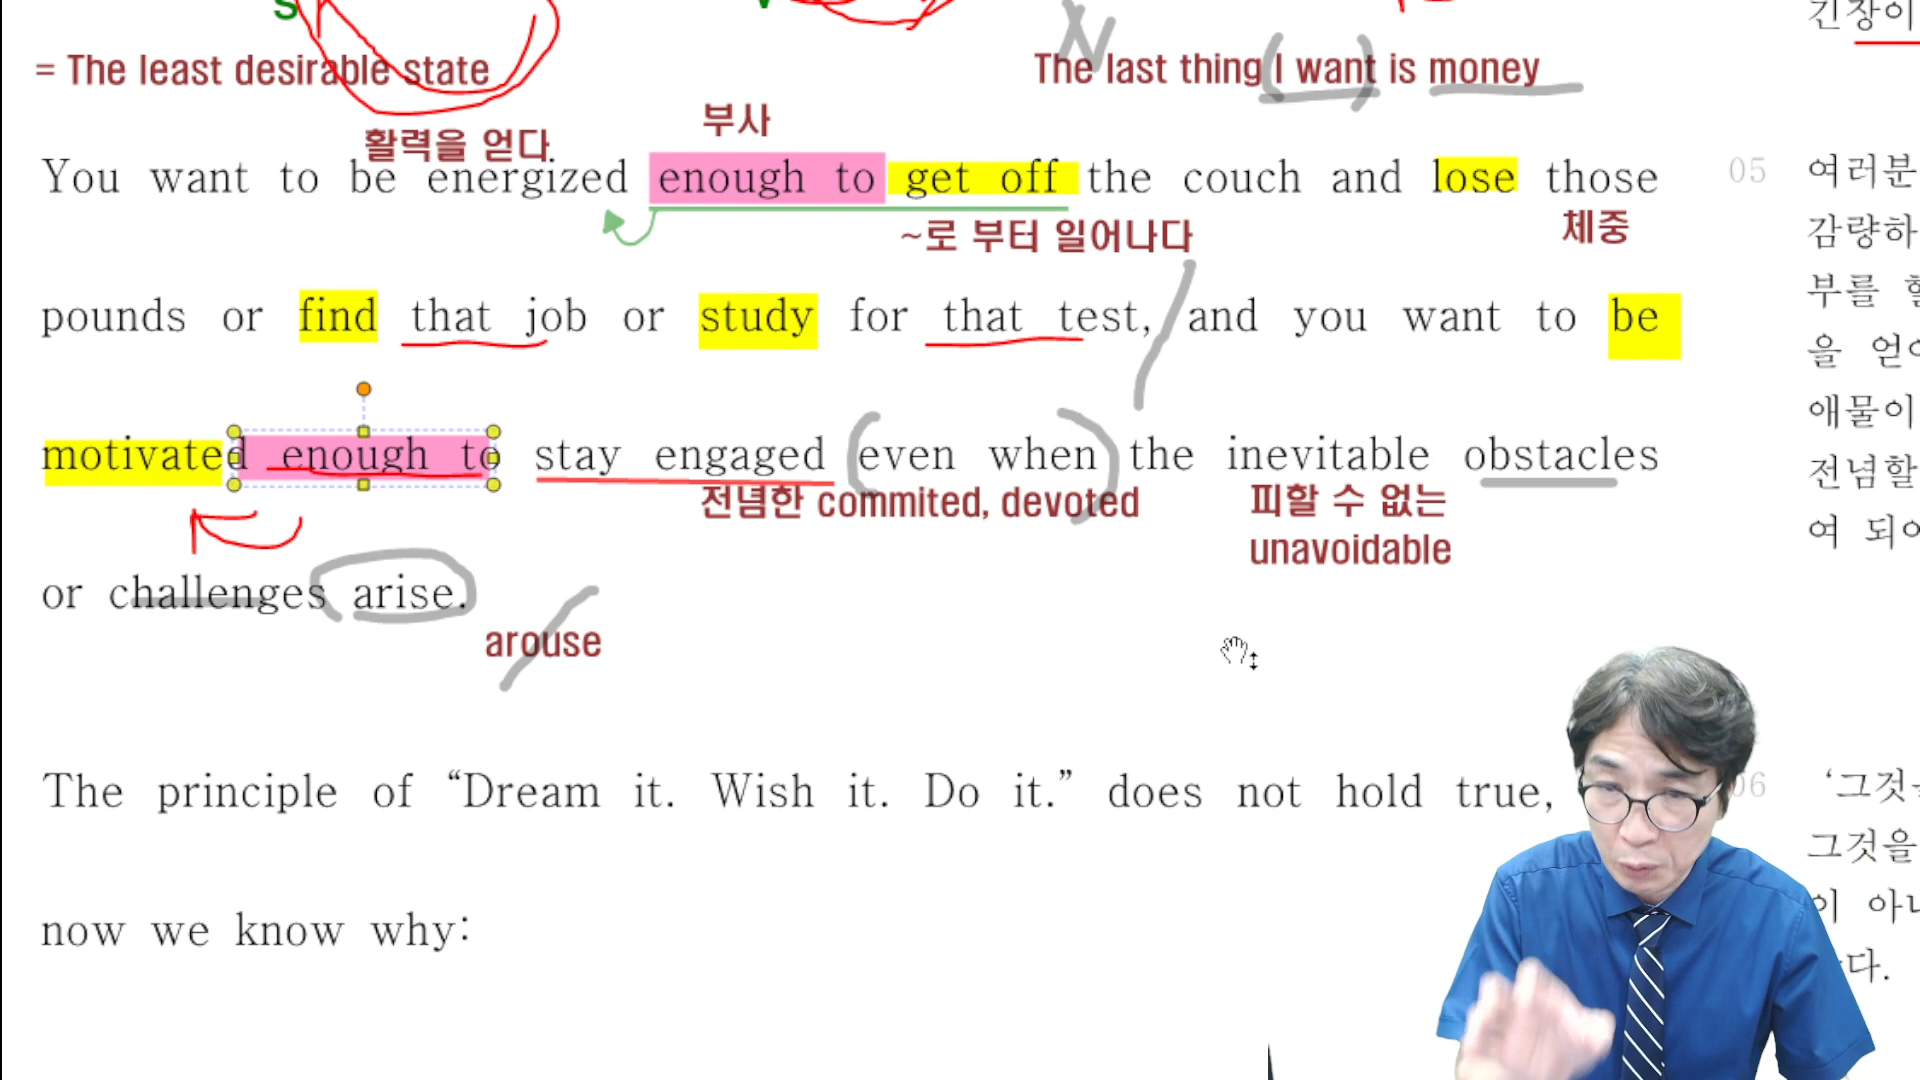 S
긴장이
= The least desirable state
The last thing I want is money
N
부사
활력을 얻다.
You want to be energized enough to get off the couch and lose those
05 여러분
~로 부터 일어나다
체중
감량하
pounds or find that job or study for that test, and you want to be
부를
을 얻
애물이
motivated enough to stay engaged even when the inevitable obstacles
전념할
전념한 commited, devoted
피할 수 없는
unavoidable
여 되어
or challenges arise.
arouse
The principle of “Dream it. Wish it. Do it.” does not hold true,
06 ‘그것
그것을
now we know why:
이 아니
다.